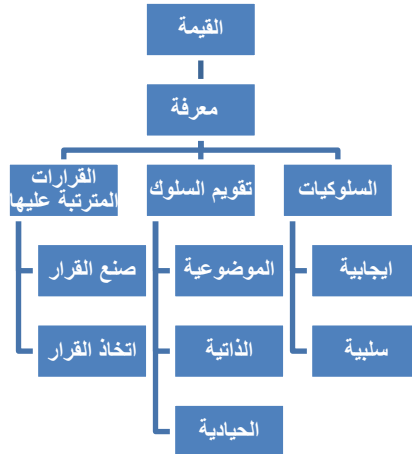 القيمة
معرفة
السلوكيات
تقويم السلوك
القرارات
المترتبة عليها
ايجابية
الموضوعية
صنع القرار
سلبية
الذاتية
اتخاذ القرار
الحيادية